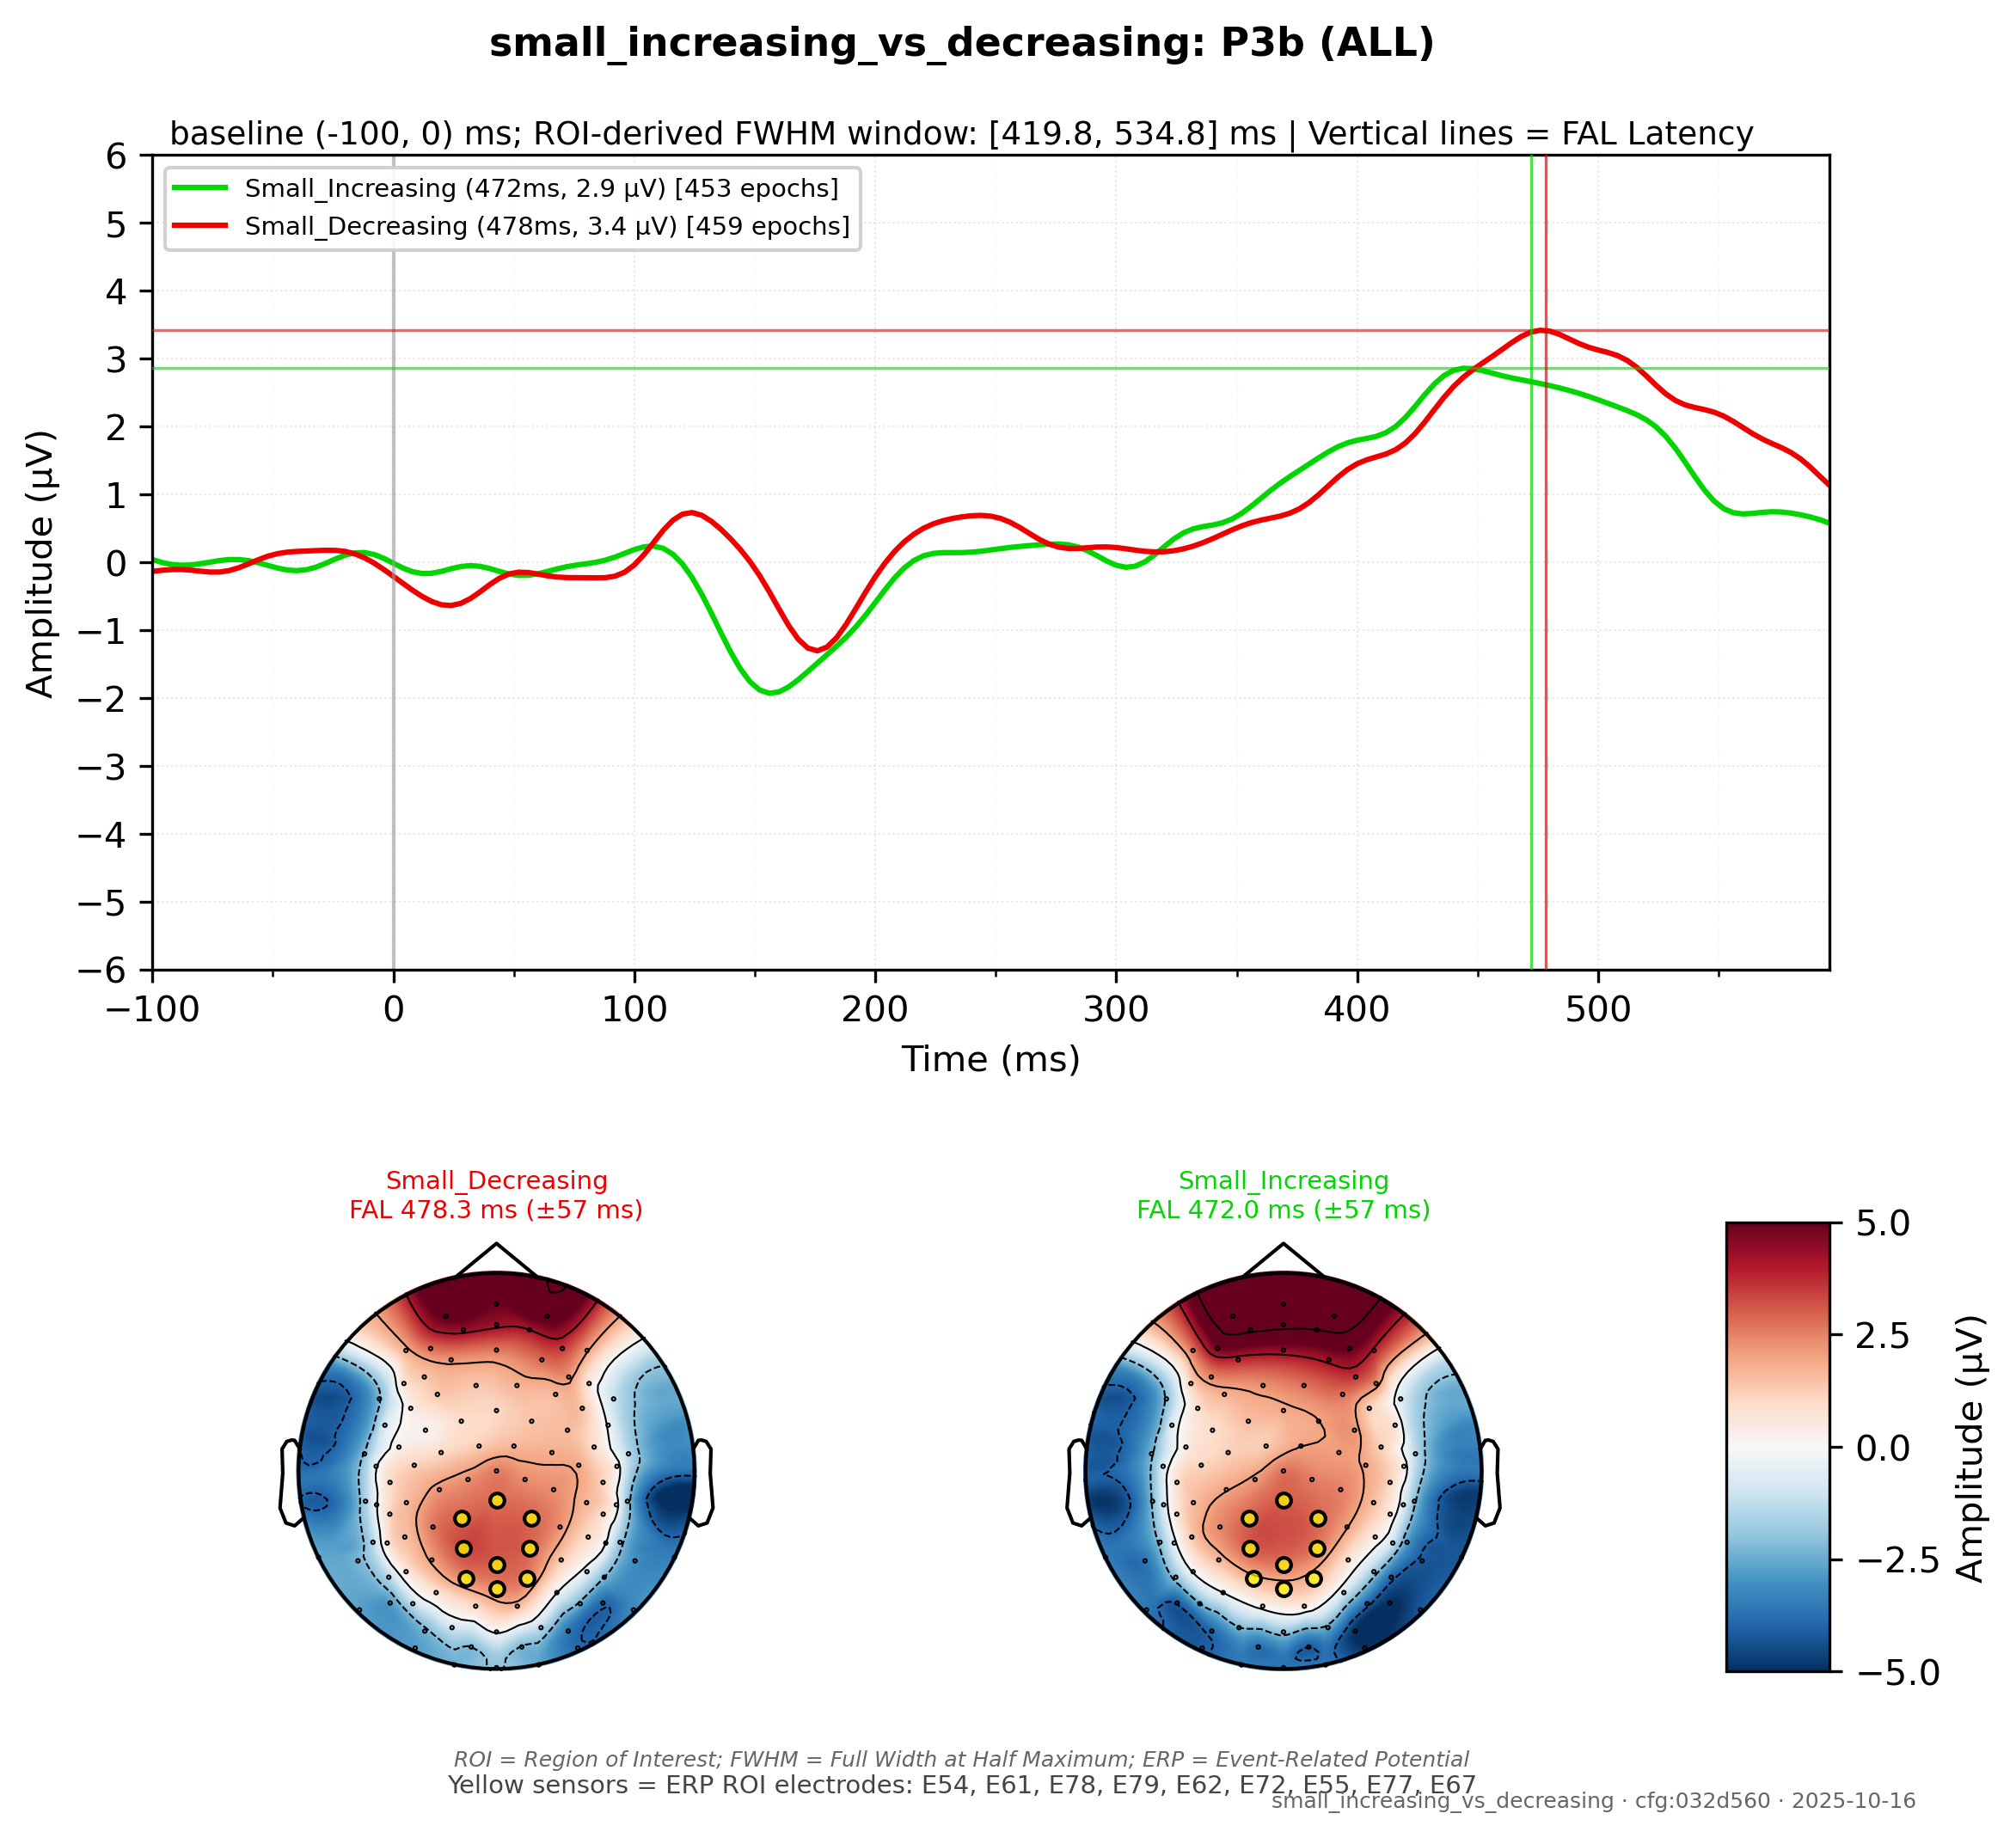 small_increasing_vs_decreasing: P3b (ALL)
baseline (-100, 0) ms; ROI-derived FWHM window: [419.8, 534.8] ms | Vertical lines = FAL Latency
Small_Increasing (472ms, 2.9 µV) [453 epochs]
Small_Decreasing (478ms, 3.4 µV) [459 epochs]
6
5
4
3
2
1
0
−1
−2
−3
−4
−5
−6
Amplitude (µV)
−100
0
100
200
300
400
500
Time (ms)
Small_Decreasing
FAL 478.3 ms (±57 ms)
Small_Increasing
FAL 472.0 ms (±57 ms)
5.0
2.5
0.0
−2.5
−5.0
Amplitude (µV)
ROI = Region of Interest; FWHM = Full Width at Half Maximum; ERP = Event-Related Potential
Yellow sensors = ERP ROI electrodes: E54, E61, E78, E79, E62, E72, E55, E77, E67
small_increasing_vs_decreasing · cfg:032d560 · 2025-10-16